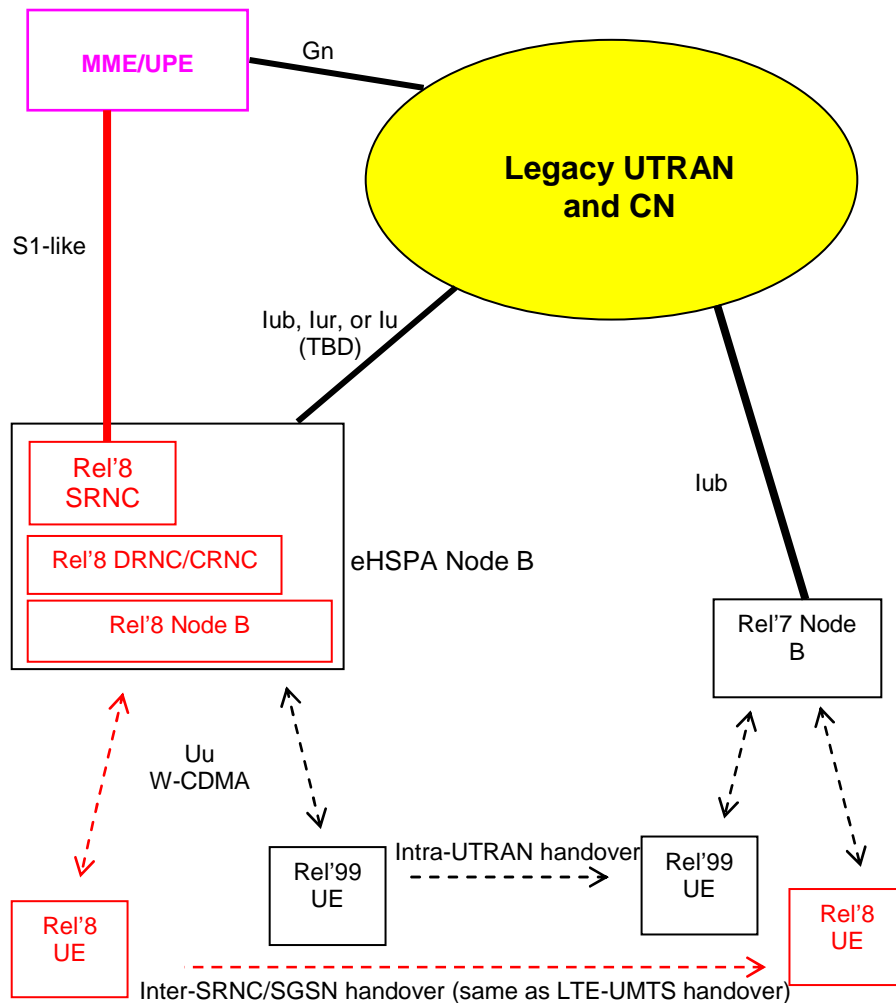 MME/UPE
Gn
Legacy UTRAN
and CN
S1-like
Iub, Iur, or Iu
(TBD)
Rel'8
SRNC
Iub
Rel'8 DRNC/CRNC
eHSPA Node B
Rel'8 Node B
Rel'7 Node
B
Uu
W-CDMA
Intra-UTRAN handover
Rel'99
UE
Rel'99
UE
Rel'8
UE
Rel'8
UE
Inter-SRNC/SGSN handover (same as LTE-UMTS handover)